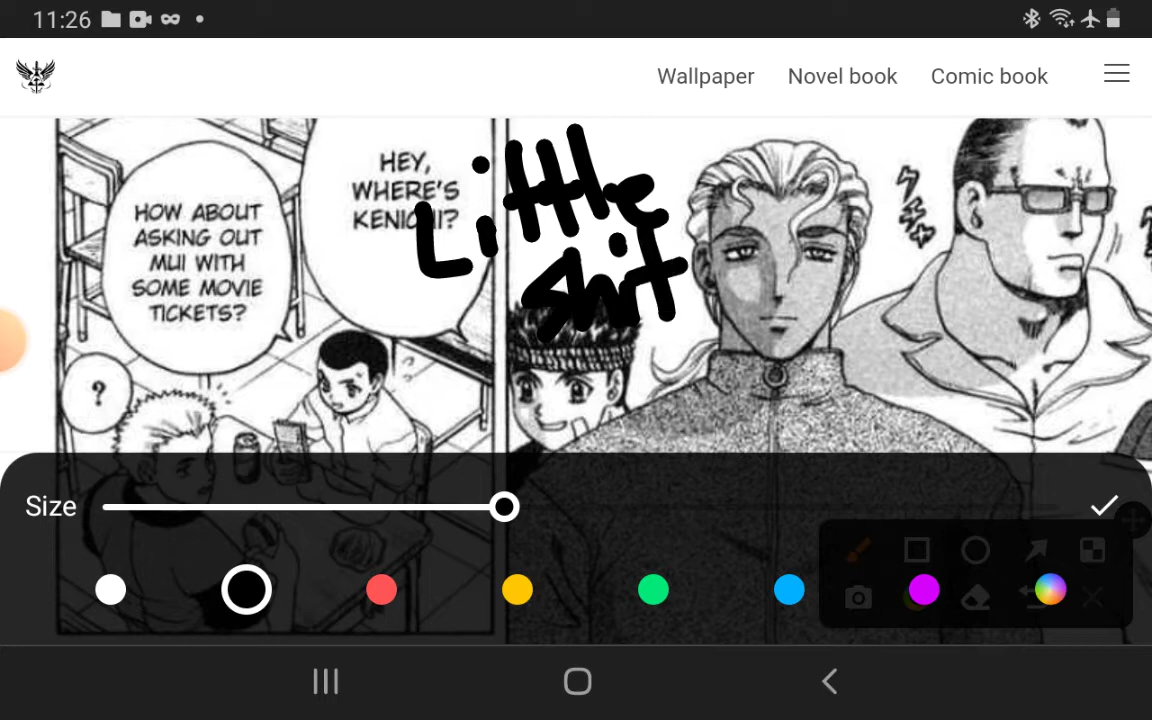 11:26
Wallpaper Novel book Comic book
HOW ABOUT
ASKING OUT
MUI WITH
SOME MOVIE
TICKETS?
HEY,
WHERE'S
KENICHI?
?
Little
shit
Size